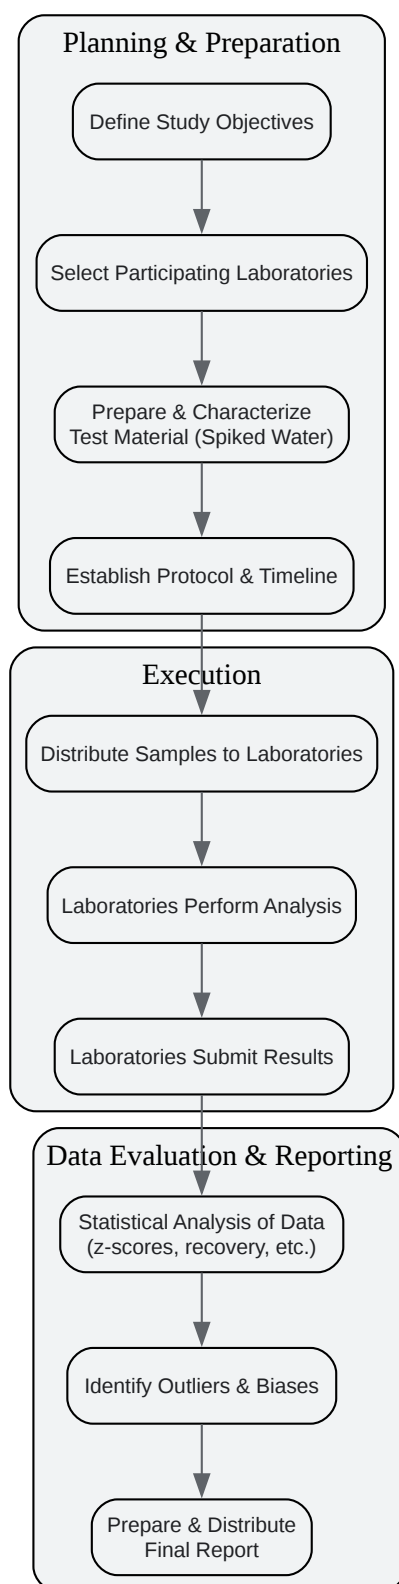 Planning & Preparation
Define Study Objectives
Select Participating Laboratories
Prepare & Characterize
Test Material (Spiked Water)
Establish Protocol & Timeline
Execution
Distribute Samples to Laboratories
Laboratories Perform Analysis
Laboratories Submit Results
Data Evaluation & Reporting
Statistical Analysis of Data
(z-scores, recovery, etc.)
Identify Outliers & Biases
Prepare & Distribute
Final Report